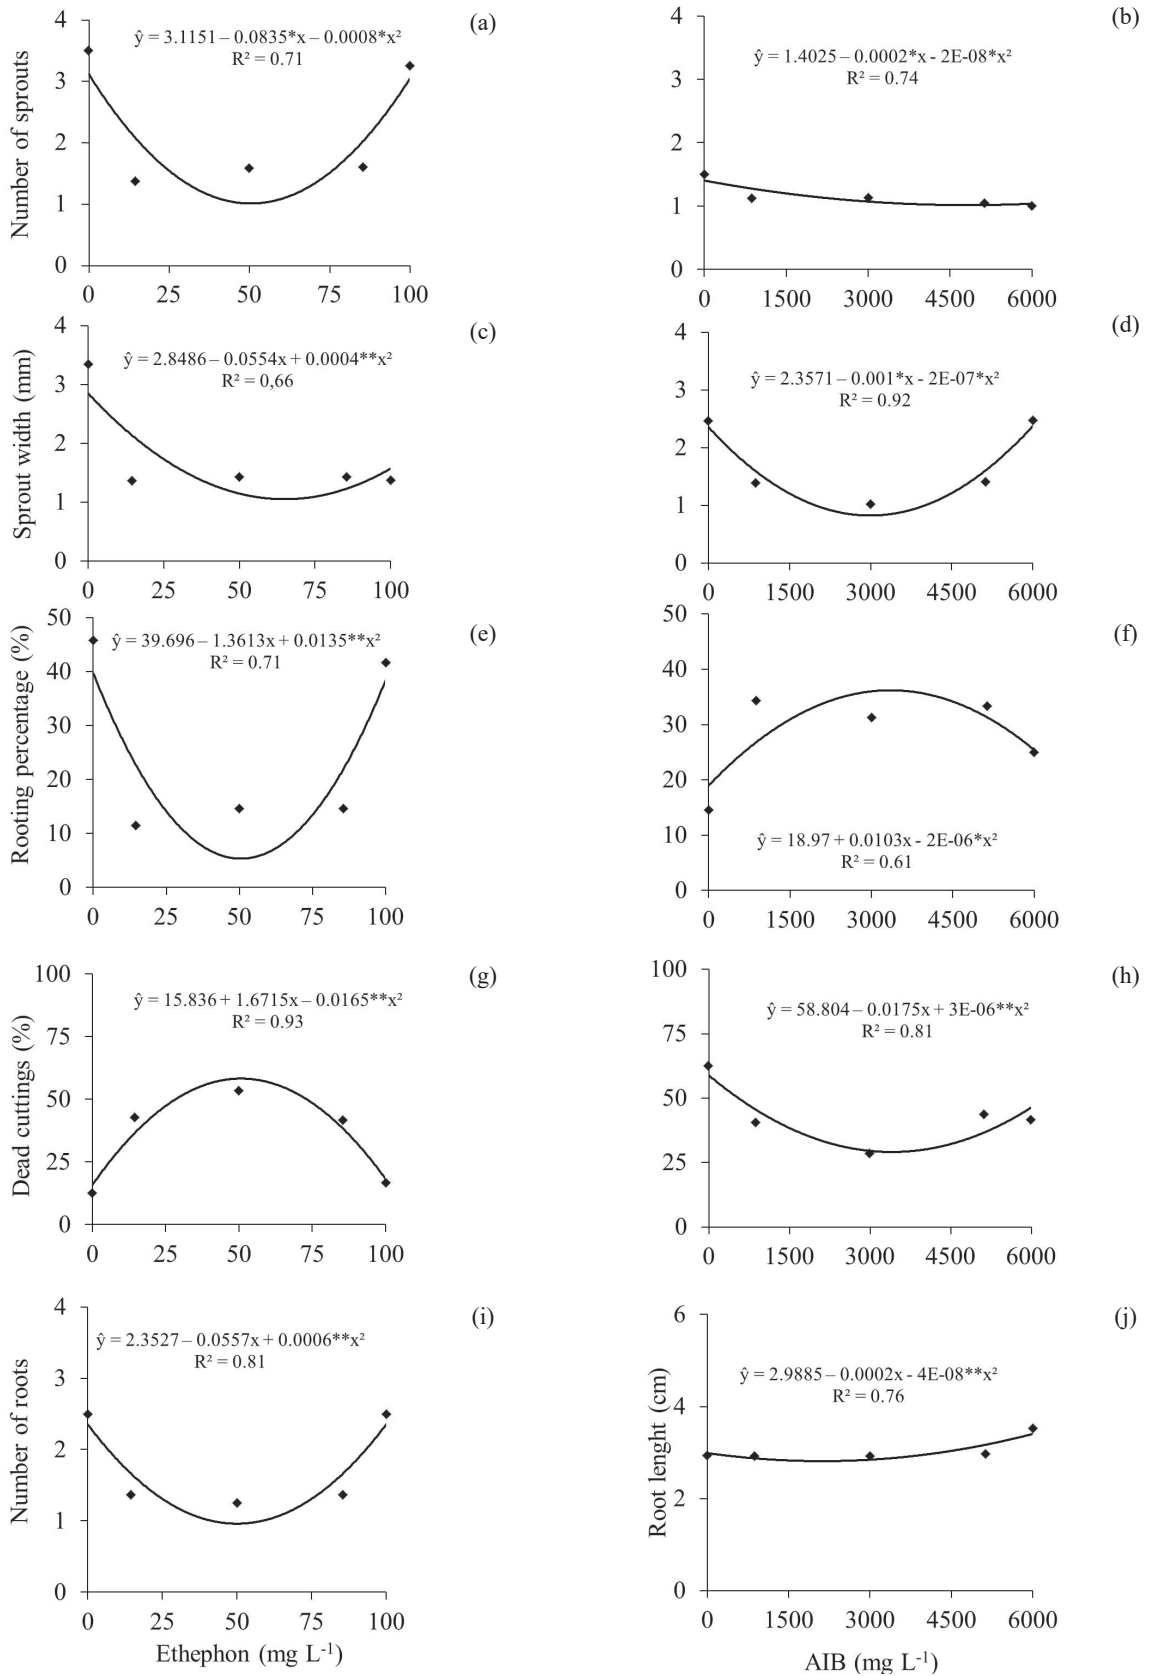 (a)
ŷ = 3.1151 – 0.0835*x – 0.0008*x²
R² = 0.71
Number of sprouts
4
3
2
1
0
0 25 50 75 100
(b)
ŷ = 1.4025 – 0.0002*x - 2E-08*x²
R² = 0.74
4
3
2
1
0
0 1500 3000 4500 6000
(c)
ŷ = 2.8486 – 0.0554x + 0.0004**x²
R² = 0,66
Sprout width (mm)
4
3
2
1
0
0 25 50 75 100
(d)
ŷ = 2.3571 – 0.001*x - 2E-07*x²
R² = 0.92
4
3
2
1
0
0 1500 3000 4500 6000
(e)
ŷ = 39.696 – 1.3613x + 0.0135**x²
R² = 0.71
Rooting percentage (%)
50
40
30
20
10
0
0 25 50 75 100
(f)
50
40
30
20
10
0
ŷ = 18.97 + 0.0103x - 2E-06*x²
R² = 0.61
0 1500 3000 4500 6000
(g)
ŷ = 15.836 + 1.6715x – 0.0165**x²
R² = 0.93
Dead cuttings (%)
100
75
50
25
0
0 25 50 75 100
(h)
ŷ = 58.804 – 0.0175x + 3E-06**x²
R² = 0.81
100
75
50
25
0
0 1500 3000 4500 6000
(i)
ŷ = 2.3527 – 0.0557x + 0.0006**x²
R² = 0.81
Number of roots
4
3
2
1
0
0 25 50 75 100
Ethephon (mg L⁻¹)
(j)
ŷ = 2.9885 – 0.0002x - 4E-08**x²
R² = 0.76
Root lenght (cm)
6
4
2
0
0 1500 3000 4500 6000
AIB (mg L⁻¹)